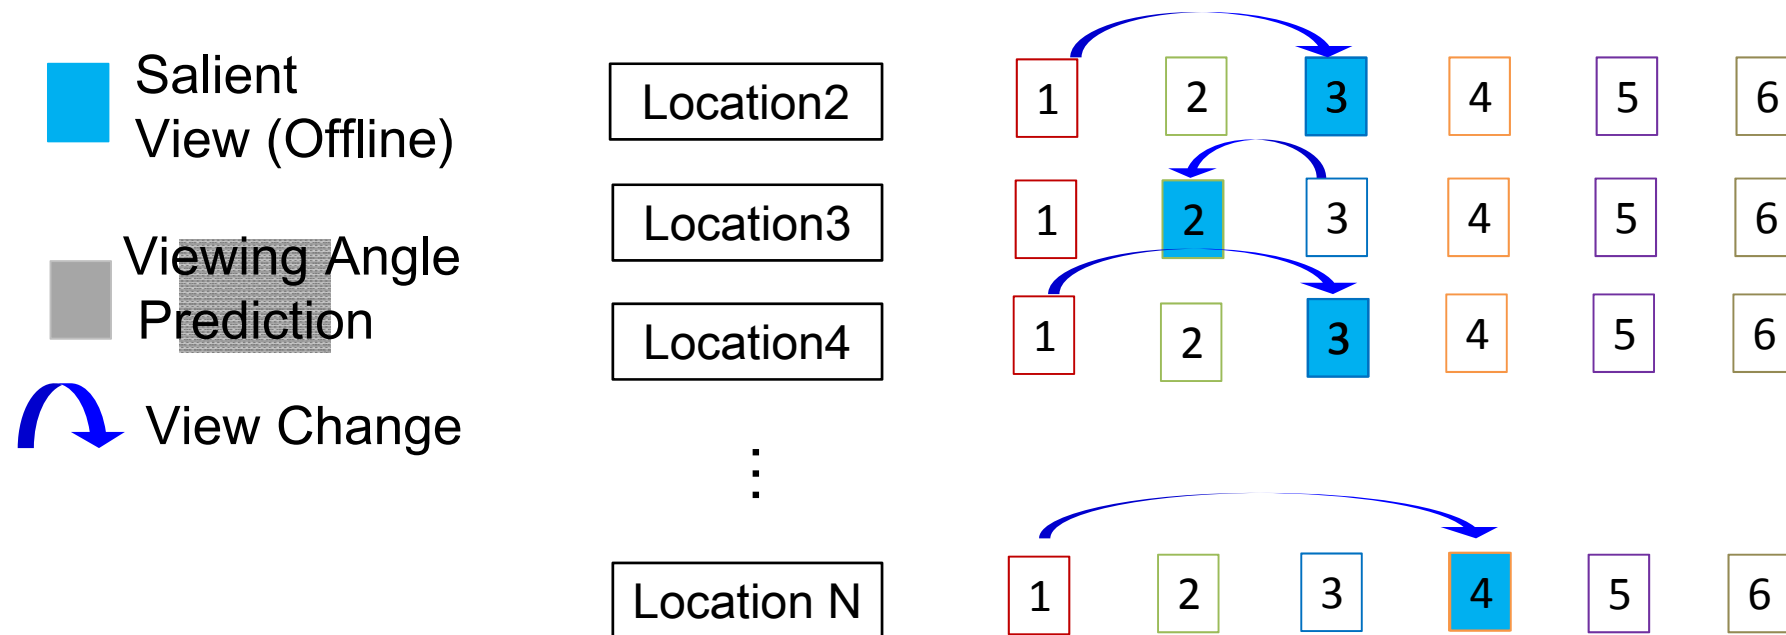 Salient
View (Offline)
Viewing Angle
Prediction
View Change
Location2 1 2 3 4 5 6
Location3 1 2 3 4 5 6
Location4 1 2 3 4 5 6
⋮
Location N 1 2 3 4 5 6